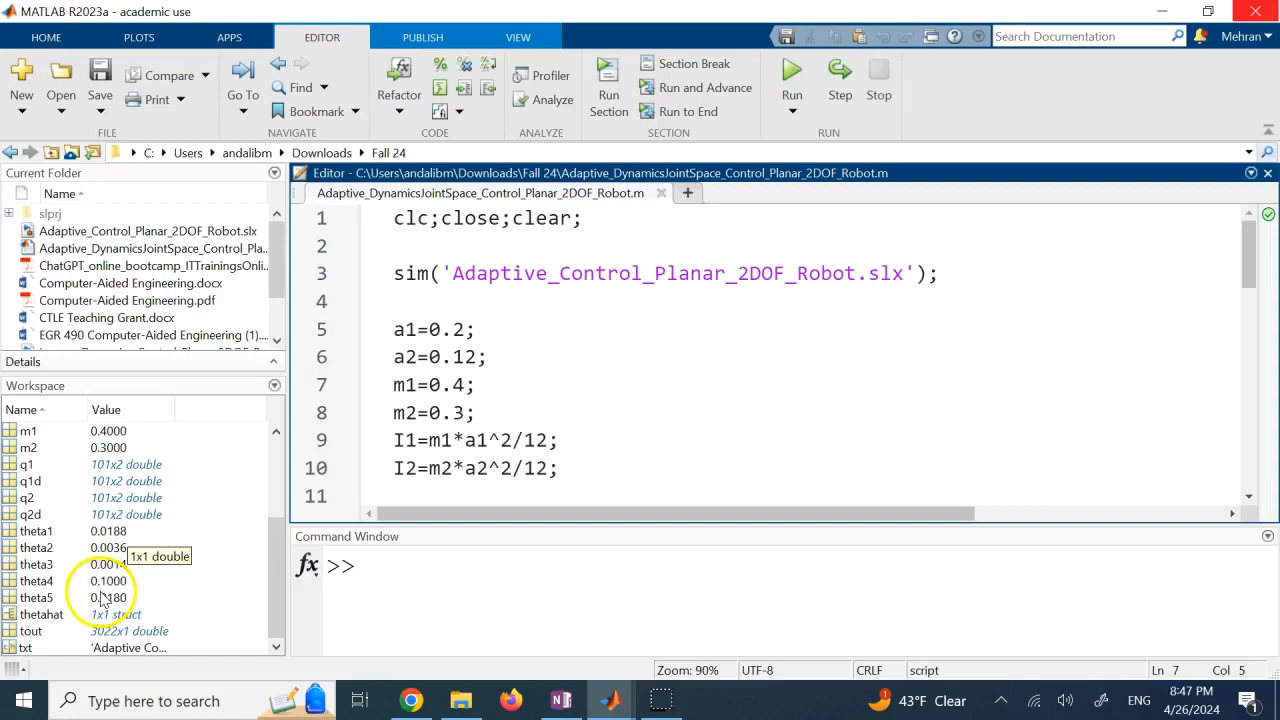 MATLAB R2023a - academic use
HOME PLOTS APPS EDITOR PUBLISH VIEW Search Documentation Mehran
New Open Save Compare Print
FILE
Go To Find Bookmark
NAVIGATE
Refactor
CODE
Profiler
Analyze
ANALYZE
Run Section
Section Break
Run and Advance
Run to End
SECTION
Run Step Stop
RUN
C: Users andalibm Downloads Fall 24
Current Folder
Name
slprj
Adaptive_Control_Planar_2DOF_Robot.slx
Adaptive_DynamicsJointSpace_Control_Pla...
ChatGPT_online_bootcamp_ITTrainingsOnli...
Computer-Aided Engineering.docx
Computer-Aided Engineering.pdf
CTLE Teaching Grant.docx
EGR 490 Computer-Aided Engineering (1)....
Details
Workspace
Name Value
m1 0.4000
m2 0.3000
q1 101x2 double
q1d 101x2 double
q2 101x2 double
q2d 101x2 double
theta1 0.0188
theta2 0.0036
1x1 double
theta3
theta4 0.1000
theta5
thetahat 1x1 struct
tout 3022x1 double
txt 'Adaptive Co...
Editor - C:\Users\andalibm\Downloads\Fall 24\Adaptive_DynamicsJointSpace_Control_Planar_2DOF_Robot.m
Adaptive_DynamicsJointSpace_Control_Planar_2DOF_Robot.m
1 clc;close;clear;
2
3 sim('Adaptive_Control_Planar_2DOF_Robot.slx');
4
5 a1=0.2;
6 a2=0.12;
7 m1=0.4;
8 m2=0.3;
9 I1=m1*a1^2/12;
10 I2=m2*a2^2/12;
11
Command Window
fx >>
Zoom: 90% UTF-8 CRLF script Ln 7 Col 5
Type here to search
1
43°F Clear
ENG
8:47 PM
4/26/2024
1